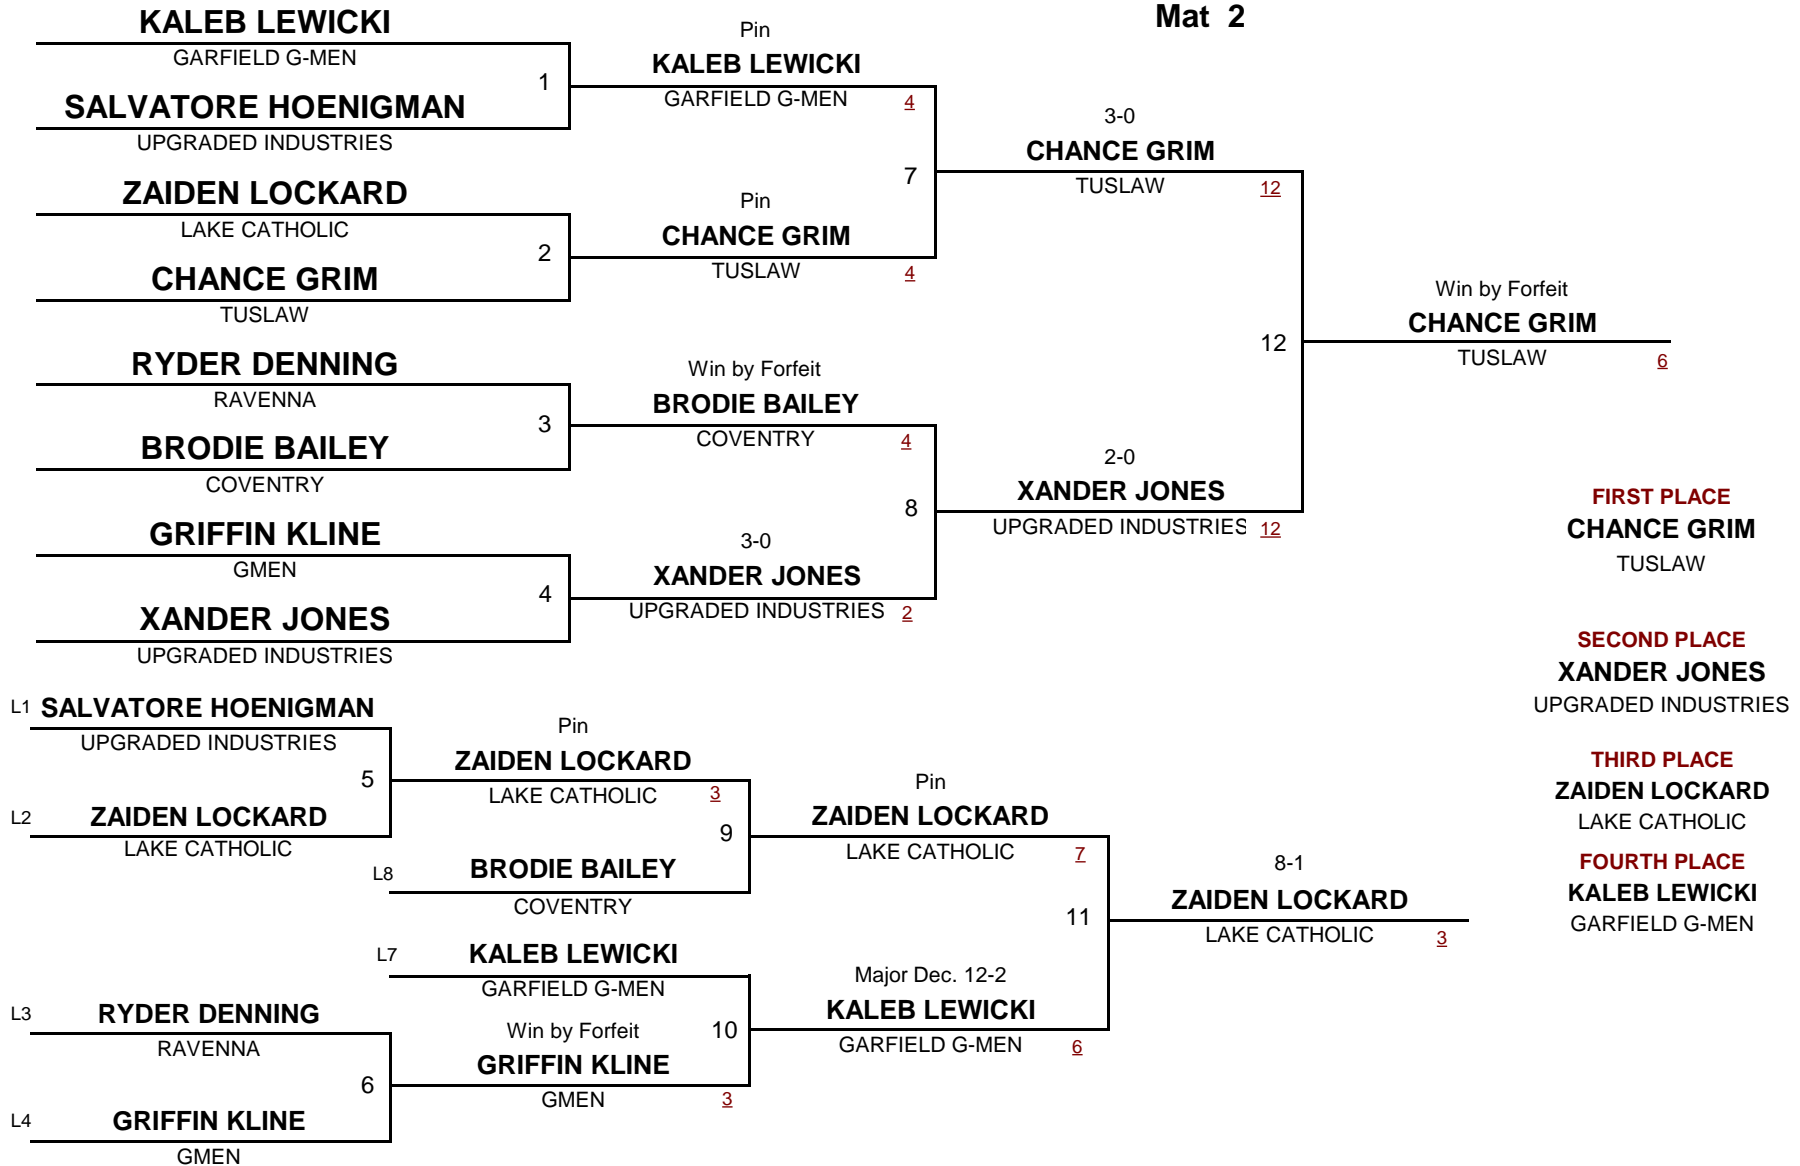 Mat 2
KALEB LEWICKI
GARFIELD G-MEN
1
SALVATORE HOENIGMAN
UPGRADED INDUSTRIES
ZAIDEN LOCKARD
LAKE CATHOLIC
2
CHANCE GRIM
TUSLAW
RYDER DENNING
RAVENNA
3
BRODIE BAILEY
COVENTRY
GRIFFIN KLINE
GMEN
4
XANDER JONES
UPGRADED INDUSTRIES
Pin
KALEB LEWICKI
GARFIELD G-MEN 4
7
Pin
CHANCE GRIM
TUSLAW 4
Win by Forfeit
BRODIE BAILEY
COVENTRY 4
8
3-0
XANDER JONES
UPGRADED INDUSTRIES 2
3-0
CHANCE GRIM
TUSLAW 12
12
2-0
XANDER JONES
UPGRADED INDUSTRIES 12
Win by Forfeit
CHANCE GRIM
TUSLAW 6
FIRST PLACE
CHANCE GRIM
TUSLAW
SECOND PLACE
XANDER JONES
UPGRADED INDUSTRIES
THIRD PLACE
ZAIDEN LOCKARD
LAKE CATHOLIC
FOURTH PLACE
KALEB LEWICKI
GARFIELD G-MEN
L1 SALVATORE HOENIGMAN
UPGRADED INDUSTRIES
5
L2 ZAIDEN LOCKARD
LAKE CATHOLIC
L3 RYDER DENNING
RAVENNA
6
L4 GRIFFIN KLINE
GMEN
Pin
ZAIDEN LOCKARD
LAKE CATHOLIC 3
9
L8 BRODIE BAILEY
COVENTRY
L7 KALEB LEWICKI
GARFIELD G-MEN
10
Win by Forfeit
GRIFFIN KLINE
GMEN 3
Pin
ZAIDEN LOCKARD
LAKE CATHOLIC 7
11
Major Dec. 12-2
KALEB LEWICKI
GARFIELD G-MEN 6
8-1
ZAIDEN LOCKARD
LAKE CATHOLIC 3